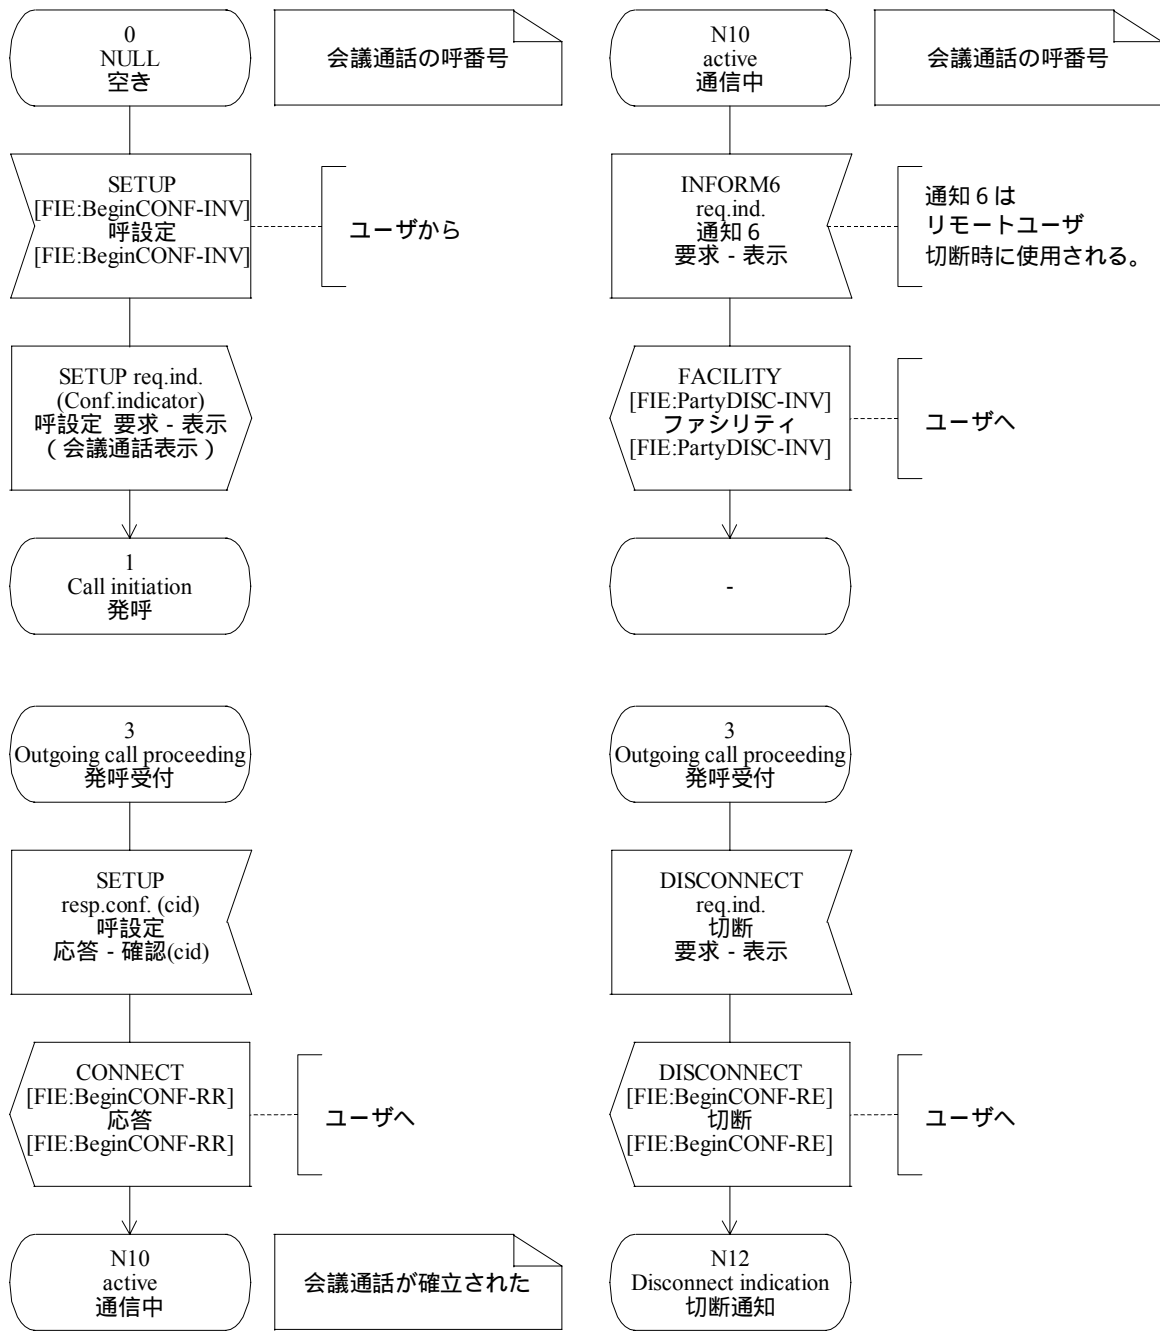 0
NULL
空き
会議通話の呼番号
SETUP
[FIE:BeginCONF-INV]
呼設定
[FIE:BeginCONF-INV]
ユーザから
SETUP req.ind.
(Conf.indicator)
呼設定 要求 - 表示
( 会議通話表示 )
1
Call initiation
発呼
N10
active
通信中
会議通話の呼番号
INFORM6
req.ind.
通知６
要求 - 表示
通知６は
リモートユーザ
切断時に使用される。
FACILITY
[FIE:PartyDISC-INV]
ファシリティ
[FIE:PartyDISC-INV]
ユーザへ
-
3
Outgoing call proceeding
発呼受付
SETUP
resp.conf. (cid)
呼設定
応答 - 確認(cid)
CONNECT
[FIE:BeginCONF-RR]
応答
[FIE:BeginCONF-RR]
ユーザへ
N10
active
通信中
会議通話が確立された
3
Outgoing call proceeding
発呼受付
DISCONNECT
req.ind.
切断
要求 - 表示
DISCONNECT
[FIE:BeginCONF-RE]
切断
[FIE:BeginCONF-RE]
ユーザへ
N12
Disconnect indication
切断通知